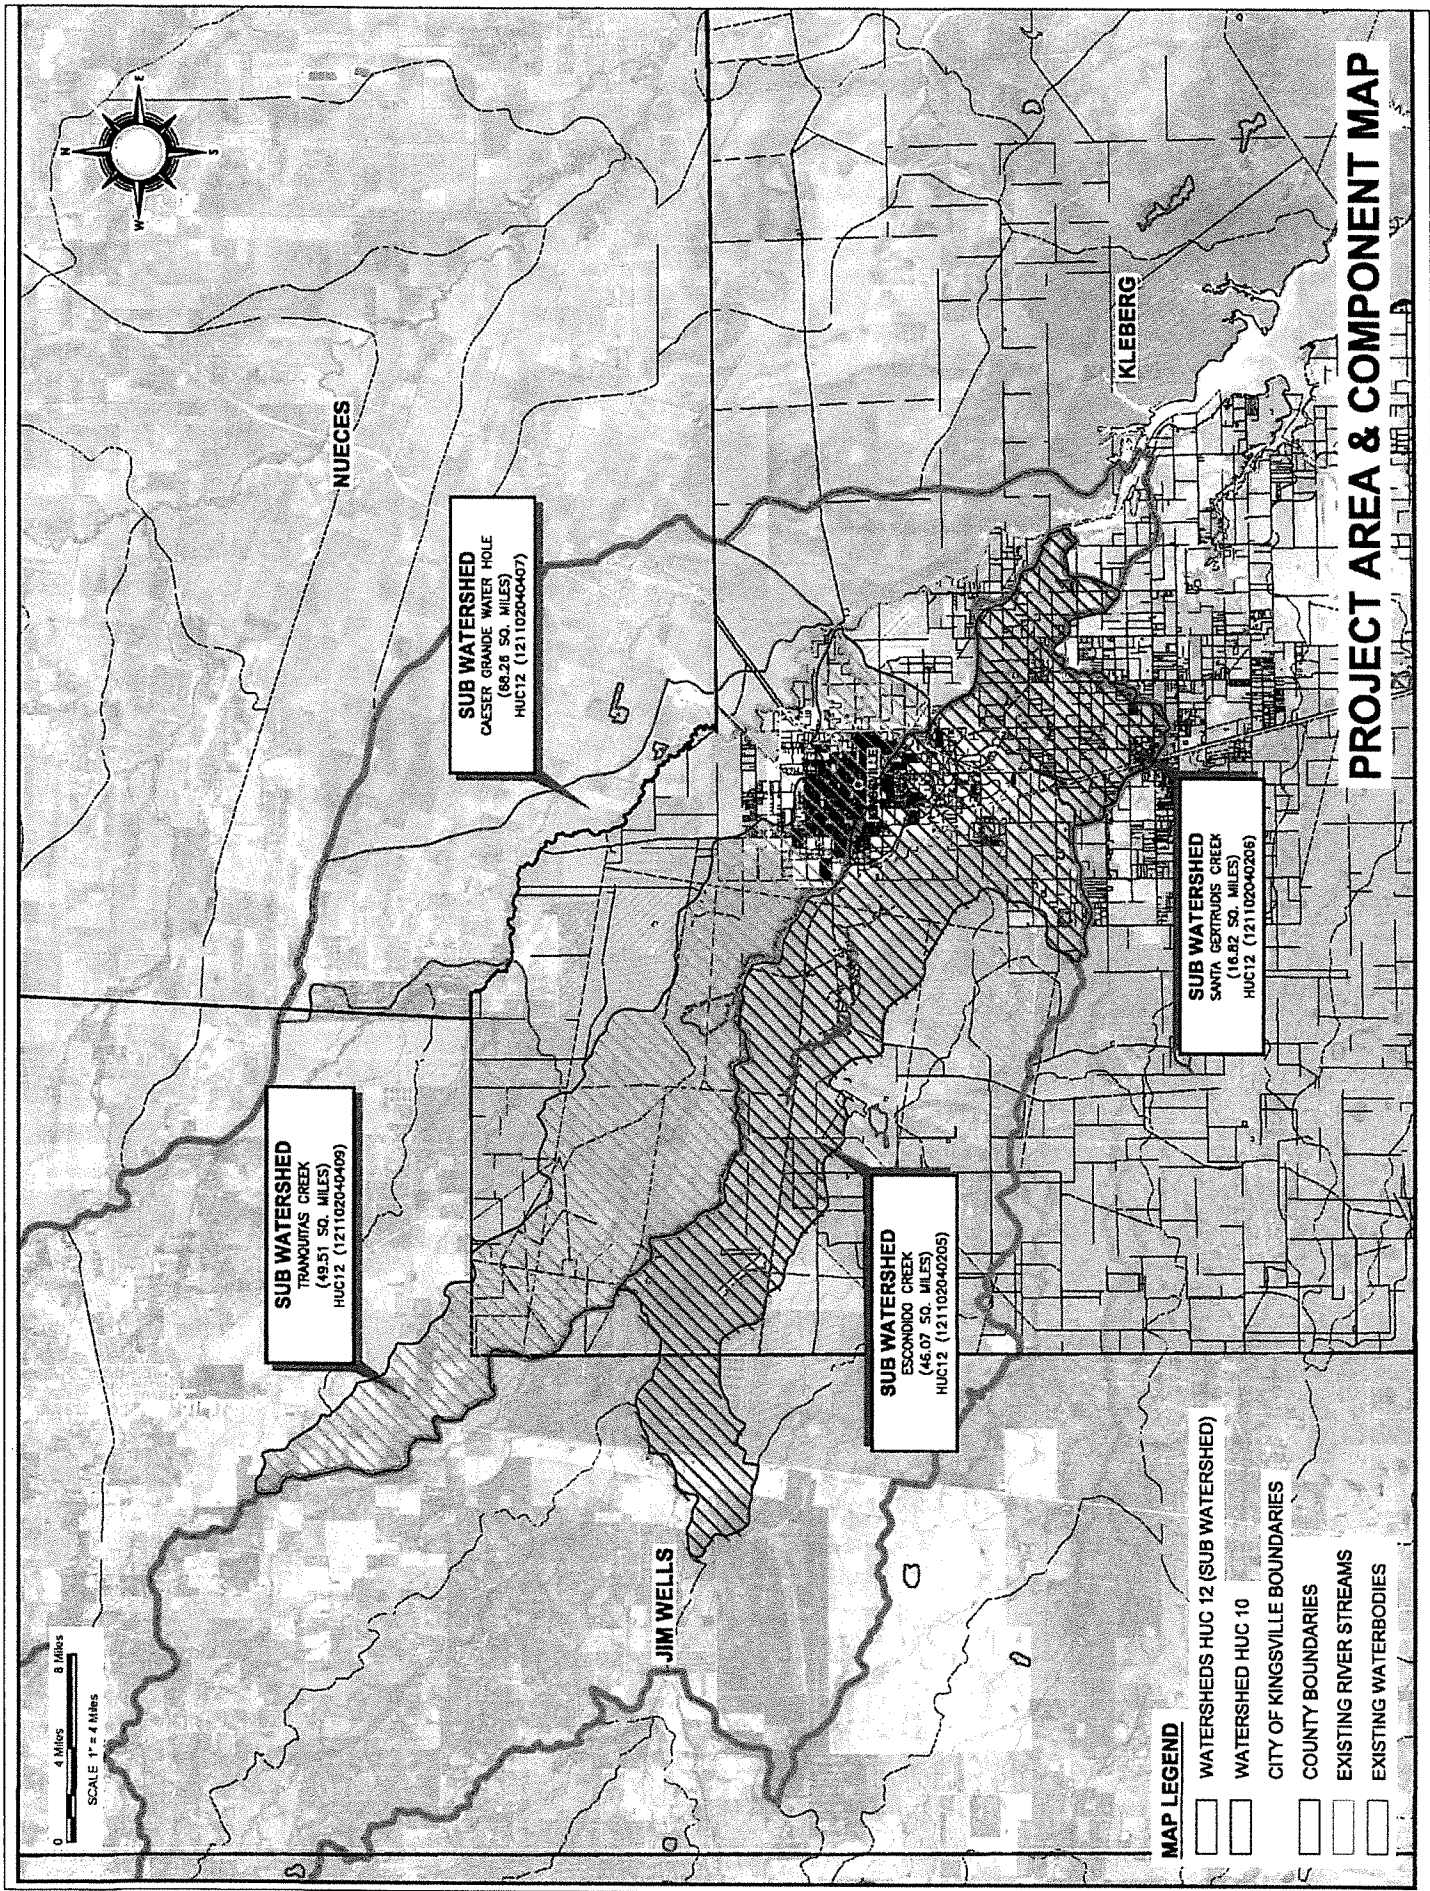 N
W
E
S
0
4 Miles
8 Miles
SCALE 1" = 4 Miles
NUECES
SUB WATERSHED
CAESER GRANDE WATER HOLE
(68.26 SQ. MILES)
HUC12 (121102040407)
SUB WATERSHED
TRANQUITAS CREEK
(49.51 SQ. MILES)
HUC12 (121102040409)
JIM WELLS
KLEBERG
SUB WATERSHED
ESCONDIDO CREEK
(46.07 SQ. MILES)
HUC12 (121102040205)
SUB WATERSHED
SANTA GERTRUDIS CREEK
(16.82 SQ. MILES)
HUC12 (121102040206)
MAP LEGEND
WATERSHEDS HUC 12 (SUB WATERSHED)
WATERSHED HUC 10
CITY OF KINGSVILLE BOUNDARIES
COUNTY BOUNDARIES
EXISTING RIVER STREAMS
EXISTING WATERBODIES
PROJECT AREA & COMPONENT MAP